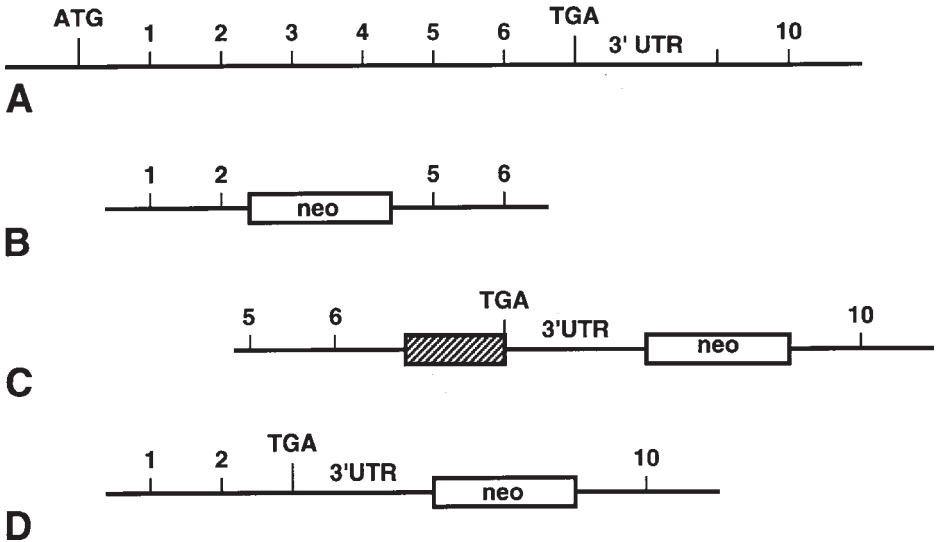 ATG 1 2 3 4 5 6 TGA 3' UTR 10
A
1 2 5 6
neo
B
TGA
5 6 3'UTR 10
neo
C
TGA
1 2 3'UTR 10
neo
D